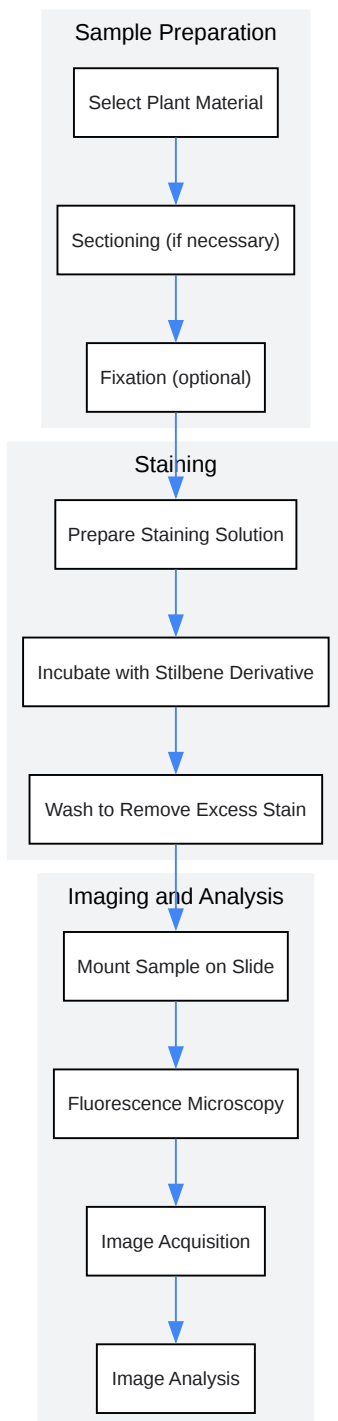 Sample Preparation
Select Plant Material
Sectioning (if necessary)
Fixation (optional)
Staining
Prepare Staining Solution
Incubate with Stilbene Derivative
Wash to Remove Excess Stain
Imaging and Analysis
Mount Sample on Slide
Fluorescence Microscopy
Image Acquisition
Image Analysis